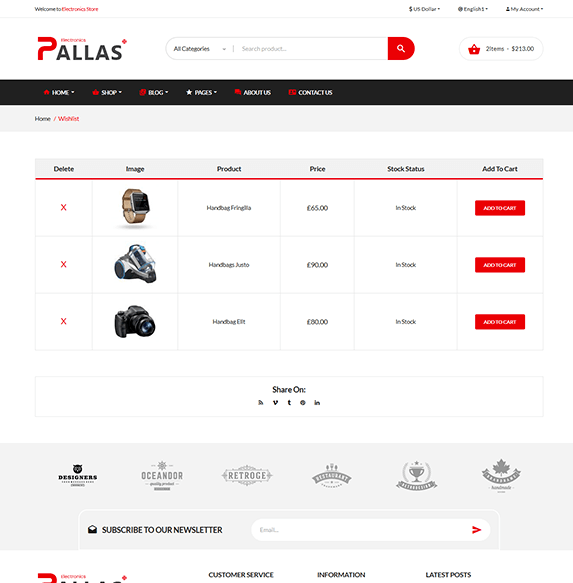 Welcome to Electronics Store
$ US Dollar
English1
My Account
Electronics
PALLAS
All Categories
Search product...
2Items - $213.00
HOME
SHOP
BLOG
PAGES
ABOUT US
CONTACT US
Home / Wishlist
Delete Image Product Price Stock Status Add To Cart
X Handbag Fringilla £65.00 In Stock ADD TO CART
X Handbags Justo £90.00 In Stock ADD TO CART
X Handbag Elit £80.00 In Stock ADD TO CART
Share On:
DESIGNERS
OCEANDOR
quality product
RETROGE
RESTAURANT
handmade
SUBSCRIBE TO OUR NEWSLETTER
Email...
Electronics
PALLAS
CUSTOMER SERVICE
INFORMATION
LATEST POSTS